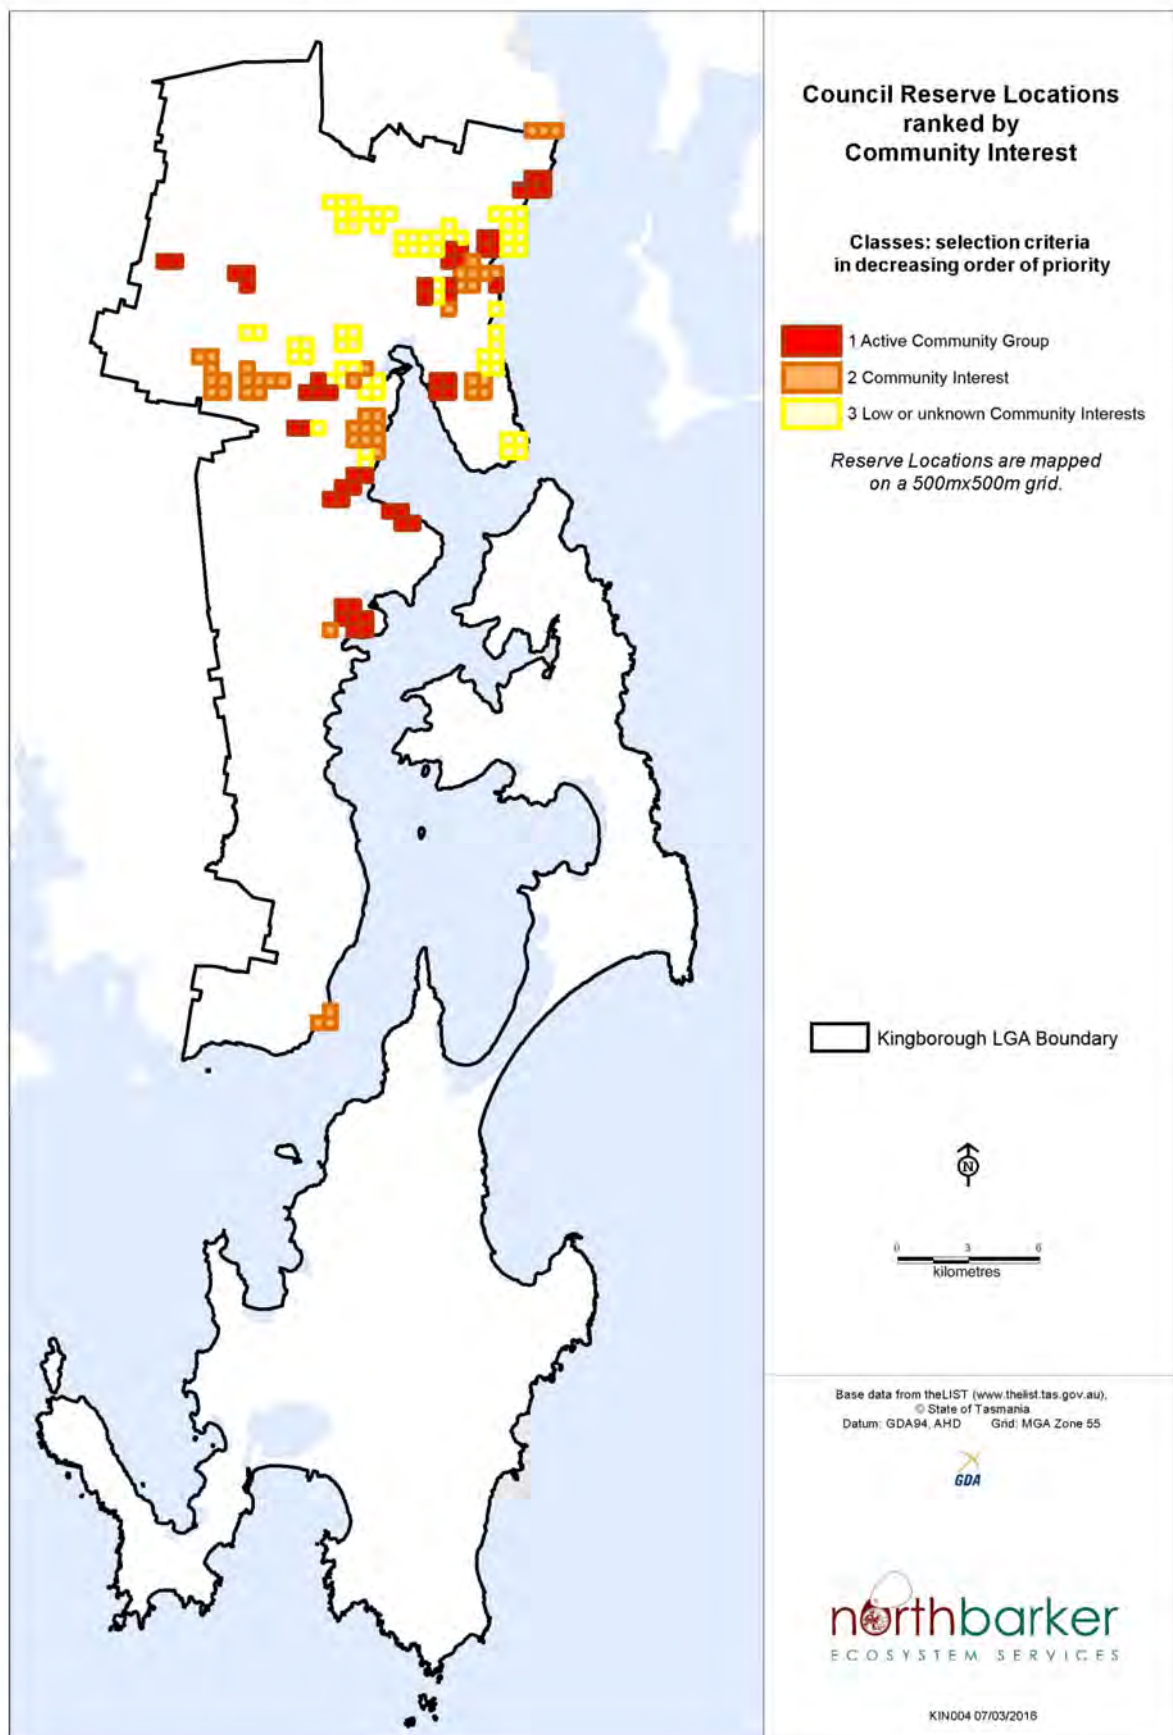 Council Reserve Locations
ranked by
Community Interest
Classes: selection criteria
in decreasing order of priority
1 Active Community Group
2 Community Interest
3 Low or unknown Community Interests
Reserve Locations are mapped
on a 500mx500m grid.
Kingborough LGA Boundary
N
0 3 6
kilometres
Base data from theLIST (www.thelist.tas.gov.au),
© State of Tasmania
Datum: GDA94, AHD Grid: MGA Zone 55
GDA
northbarker
ECOSYSTEM SERVICES
KIN004 07/03/2016